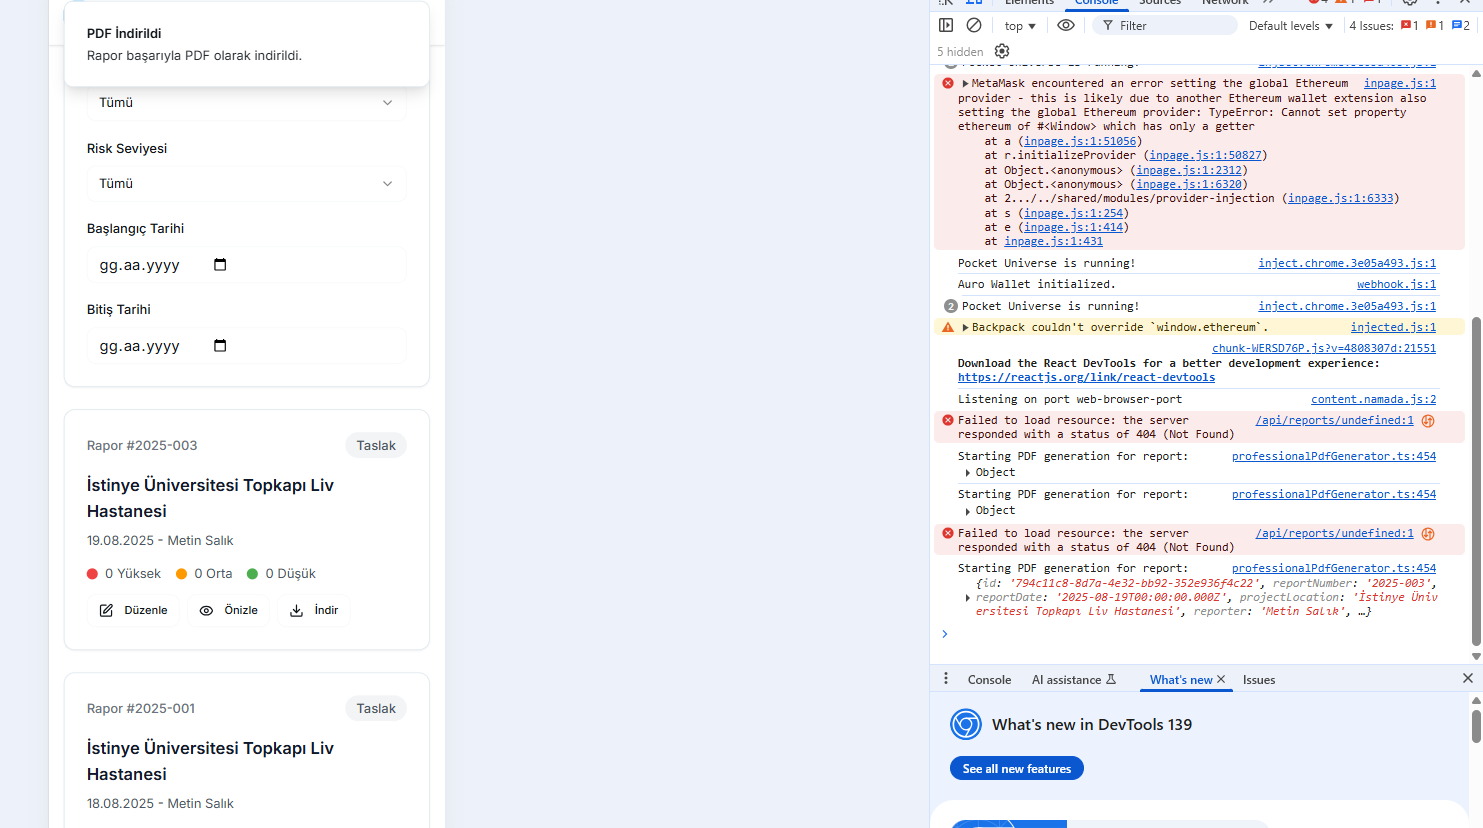 PDF İndirildi
Rapor başarıyla PDF olarak indirildi.
Tümü
Risk Seviyesi
Tümü
Başlangıç Tarihi
gg.aa.yyyy
Bitiş Tarihi
gg.aa.yyyy
Rapor #2025-003
Taslak
İstinye Üniversitesi Topkapı Liv
Hastanesi
19.08.2025 - Metin Salık
0 Yüksek 0 Orta 0 Düşük
Düzenle Önizle İndir
Rapor #2025-001
Taslak
İstinye Üniversitesi Topkapı Liv
Hastanesi
18.08.2025 - Metin Salık
Elements Console Sources Network
top Filter Default levels 4 Issues: 1 1 2
5 hidden
MetaMask encountered an error setting the global Ethereum inpage.js:1
provider - this is likely due to another Ethereum wallet extension also
setting the global Ethereum provider: TypeError: Cannot set property
ethereum of #<Window> which has only a getter
at a (inpage.js:1:51056)
at r.initializeProvider (inpage.js:1:50827)
at Object.<anonymous> (inpage.js:1:2312)
at Object.<anonymous> (inpage.js:1:6320)
at 2.../../shared/modules/provider-injection (inpage.js:1:6333)
at s (inpage.js:1:254)
at e (inpage.js:1:414)
at inpage.js:1:431
Pocket Universe is running! inject.chrome.3e05a493.js:1
Auro Wallet initialized. webhook.js:1
2 Pocket Universe is running! inject.chrome.3e05a493.js:1
Backpack couldn't override `window.ethereum`. injected.js:1
chunk-WERSD76P.js?v=4808307d:21551
Download the React DevTools for a better development experience:
https://reactjs.org/link/react-devtools
Listening on port web-browser-port content.namada.js:2
Failed to load resource: the server /api/reports/undefined:1
responded with a status of 404 (Not Found)
Starting PDF generation for report: professionalPdfGenerator.ts:454
Object
Starting PDF generation for report: professionalPdfGenerator.ts:454
Object
Failed to load resource: the server /api/reports/undefined:1
responded with a status of 404 (Not Found)
Starting PDF generation for report: professionalPdfGenerator.ts:454
{id: '794c11c8-8d7a-4e32-bb92-352e936f4c22', reportNumber: '2025-003',
reportDate: '2025-08-19T00:00:00.000Z', projectLocation: 'İstinye Üniv
ersitesi Topkapı Liv Hastanesi', reporter: 'Metin Salık', …}
Console AI assistance What's new Issues
What's new in DevTools 139
See all new features